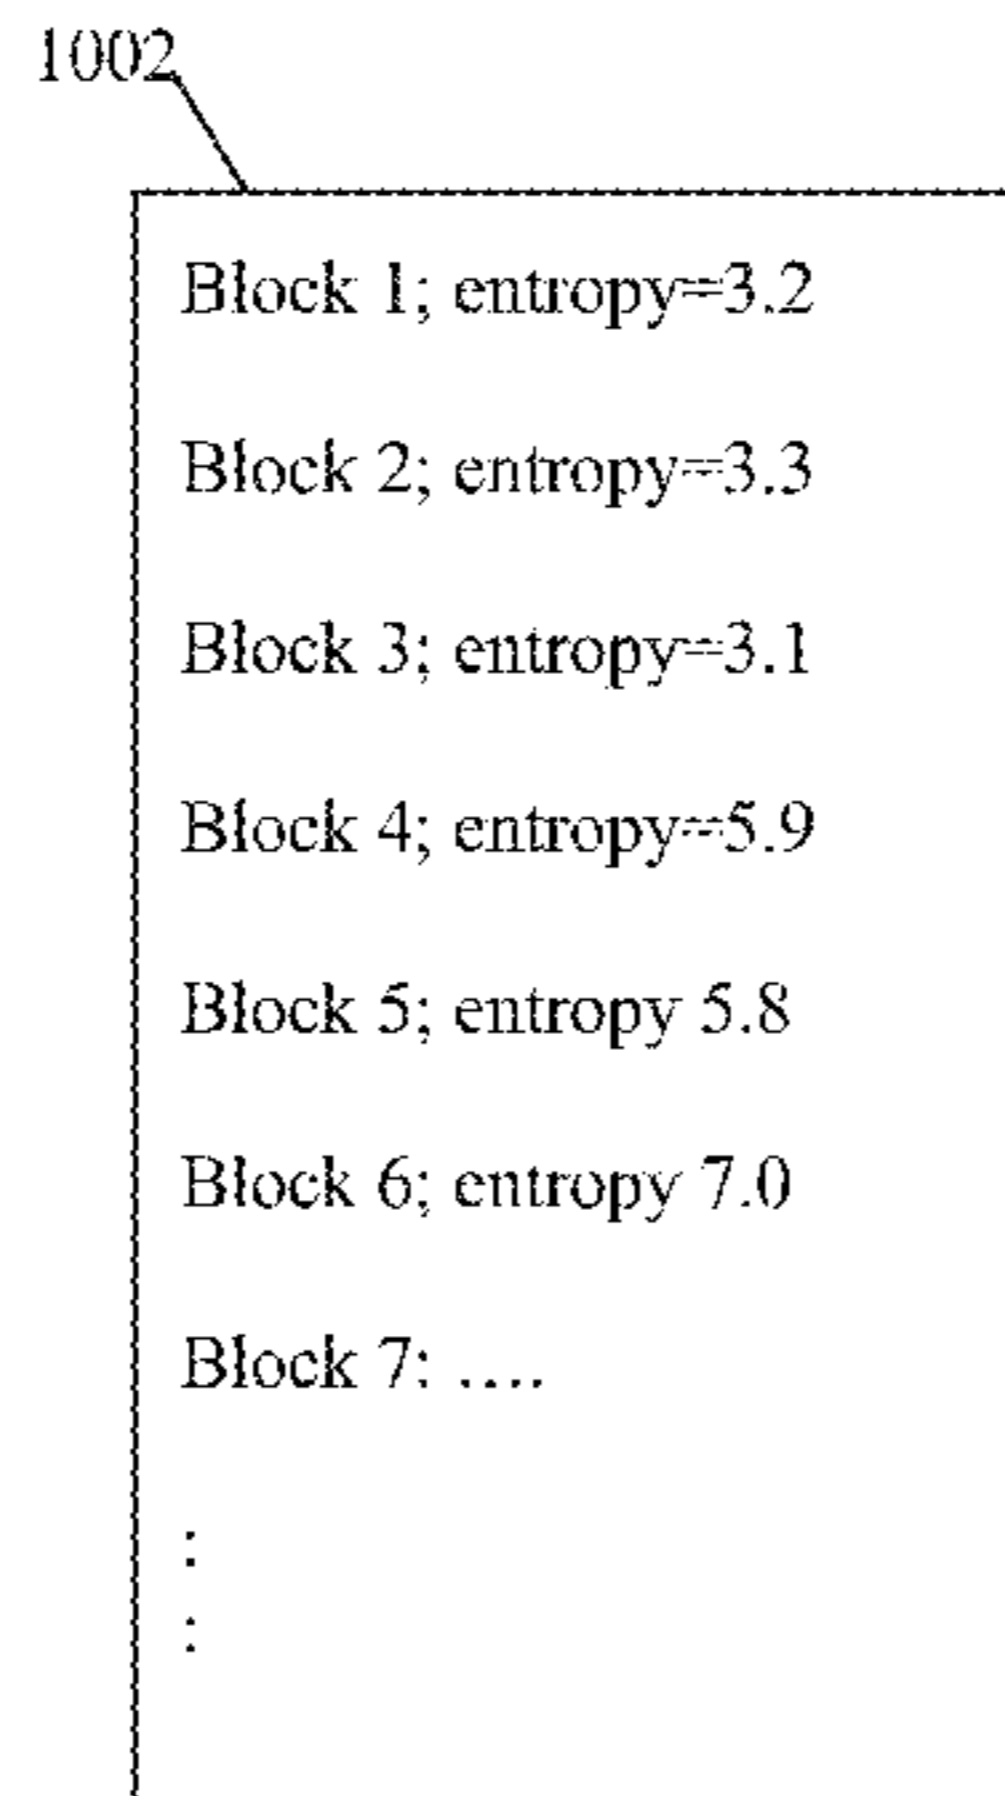 1002
Block 1; entropy=3.2
Block 2; entropy=3.3
Block 3; entropy=3.1
Block 4; entropy=5.9
Block 5; entropy 5.8
Block 6; entropy 7.0
Block 7: ....
:
: